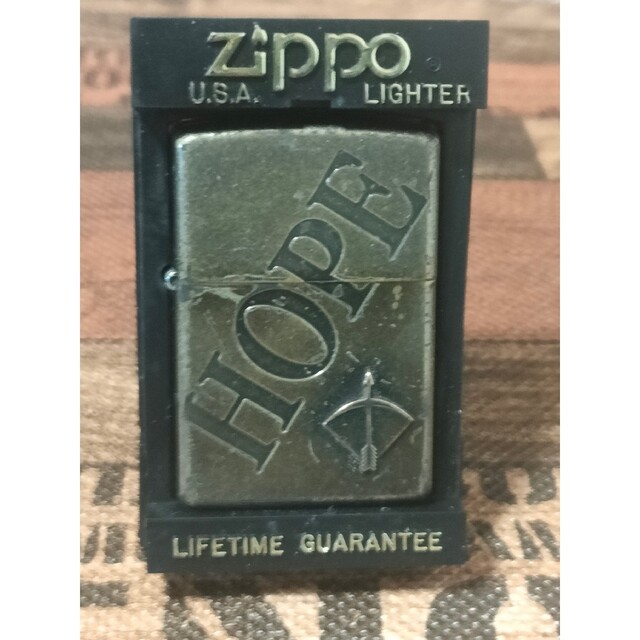 Zippo
U.S.A. LIGHTER
HOPE
LIFETIME GUARANTEE